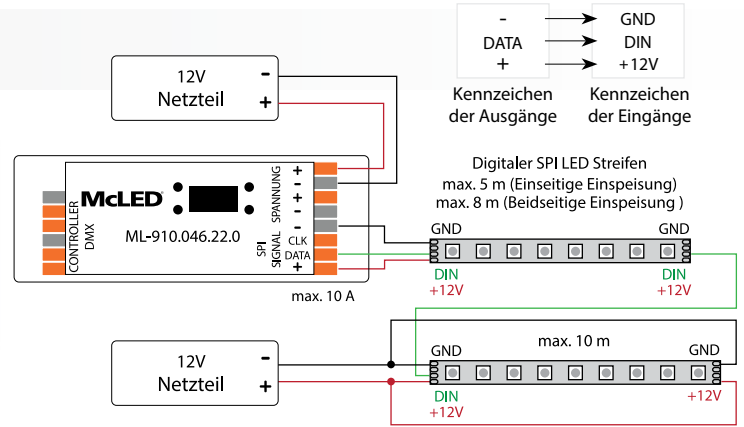 - GND
DATA DIN
+ +12V
Kennzeichen der Ausgänge
Kennzeichen der Eingänge
12V
Netzteil
-
+
McLED
ML-910.046.22.0
CONTROLLER
DMX
SPANNUNG
SPI
SIGNAL
+
-
+
-
-
CLK
DATA
+
max. 10 A
Digitaler SPI LED Streifen
max. 5 m (Einseitige Einspeisung)
max. 8 m (Beidseitige Einspeisung )
GND
GND
DIN
+12V
DIN
+12V
12V
Netzteil
-
+
max. 10 m
GND
GND
DIN
+12V
+12V